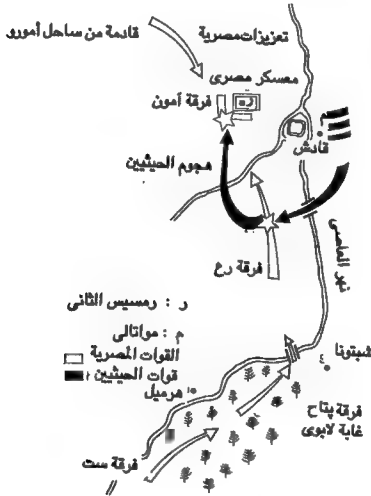 تعزيزات مصرية
قادمة من ساحل أمورو
معسكر مصرى
فرقة أمون
ر
م
قادش
هجوم الحيثيين
فرقة رع
نهر العاصى
ر : رمسيس الثانى
م : مواتالى
القوات المصرية
قوات الحيثيين
شبتونا
هرميل
فرقة بتاح
غابة لابوى
فرقة ست